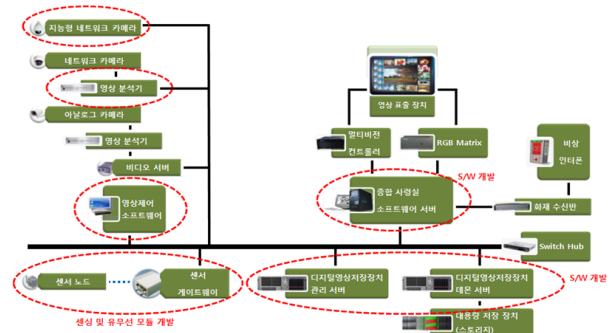 지능형 네트워크 카메라
네트워크 카메라
영상 분석기
아날로그 카메라
영상 분석기
비디오 서버
영상제어
소프트웨어
영상 표출 장치
멀티비전
컨트롤러
RGB Matrix
비상
인터폰
S/W 개발
종합 사령실
소프트웨어 서버
화재 수신반
Switch Hub
센서 노드
센서
게이트웨이
디지털영상저장장치
관리 서버
디지털영상저장장치
데몬 서버
S/W 개발
센싱 및 유무선 모듈 개발
대용량 저장 장치
(스토리지)